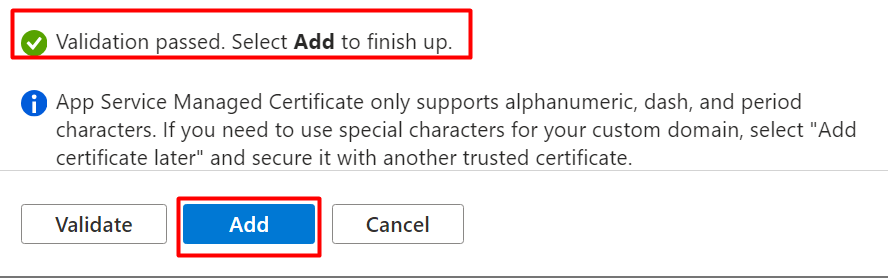 Validation passed. Select Add to finish up.
App Service Managed Certificate only supports alphanumeric, dash, and period
characters. If you need to use special characters for your custom domain, select "Add
certificate later" and secure it with another trusted certificate.
Validate Add Cancel